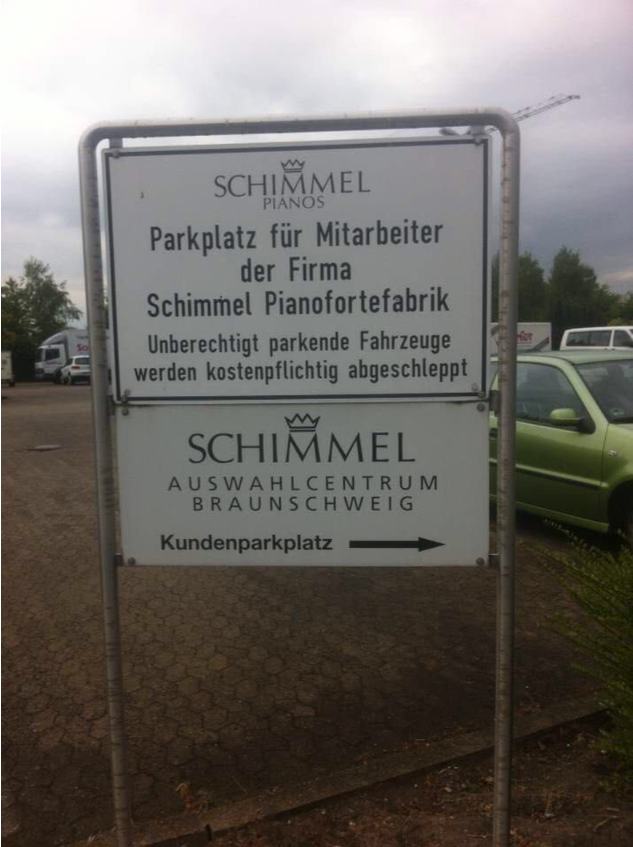 SCHIMMEL
PIANOS
Parkplatz für Mitarbeiter
der Firma
Schimmel Pianofortefabrik
Unberechtigt parkende Fahrzeuge
werden kostenpflichtig abgeschleppt
SCHIMMEL
AUSWAHLCENTRUM
BRAUNSCHWEIG
Kundenparkplatz